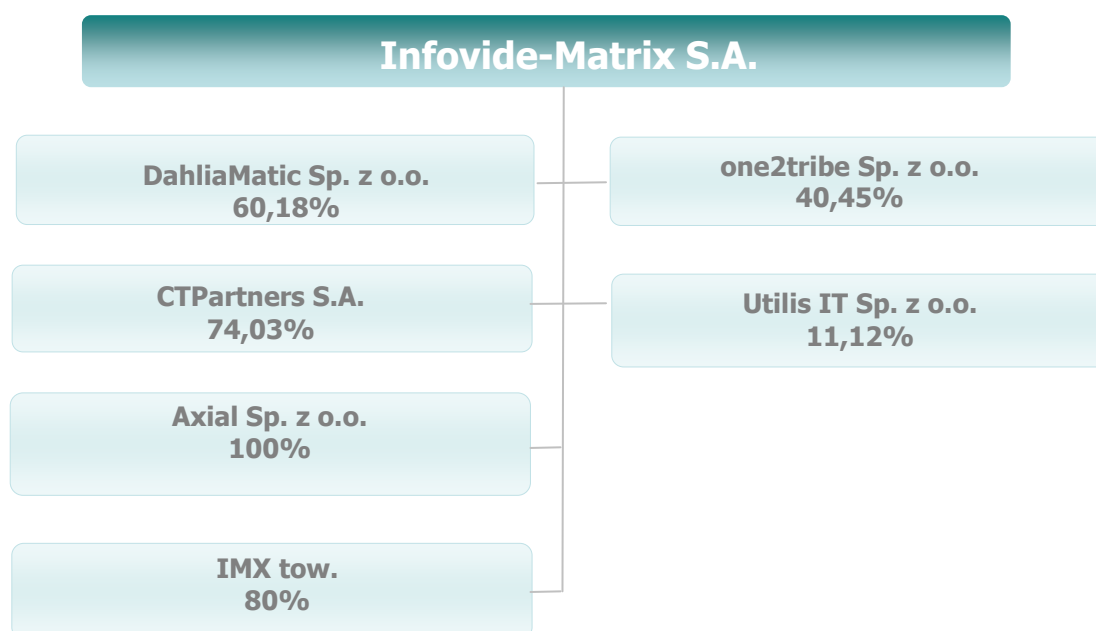 Infovide-Matrix S.A.
DahliaMatic Sp. z o.o.
60,18%
one2tribe Sp. z o.o.
40,45%
CTPartners S.A.
74,03%
Utilis IT Sp. z o.o.
11,12%
Axial Sp. z o.o.
100%
IMX tow.
80%